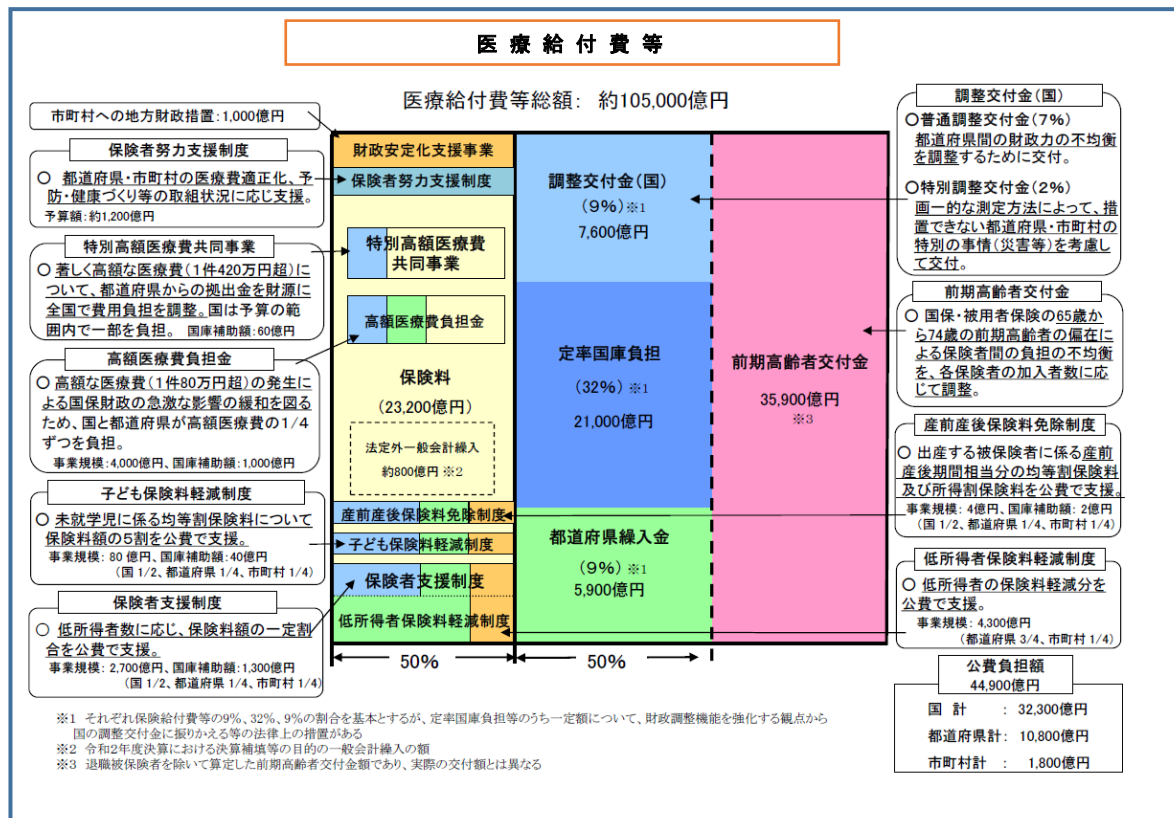 医療給付費等
医療給付費等総額： 約105,000億円
市町村への地方財政措置：1,000億円
保険者努力支援制度
○ 都道府県・市町村の医療費適正化、予
防・健康づくり等の取組状況に応じ支援。
予算額：約1,200億円
特別高額医療費共同事業
○ 著しく高額な医療費（1件420万円超）に
ついて、都道府県からの拠出金を財源に
全国で費用負担を調整。国は予算の範
囲内で一部を負担。 国庫補助額：60億円
高額医療費負担金
○ 高額な医療費（1件80万円超）の発生によ
る国保財政の急激な影響の緩和を図る
ため、国と都道府県が高額医療費の1/4
ずつを負担。
事業規模：4,000億円、国庫補助額：1,000億円
子ども保険料軽減制度
○ 未就学児に係る均等割保険料について
保険料額の5割を公費で支援。
事業規模： 80 億円、国庫補助額：40億円
（国 1/2、都道府県 1/4、市町村 1/4）
保険者支援制度
○ 低所得者数に応じ、保険料額の一定割
合を公費で支援。
事業規模：2,700億円、国庫補助額：1,300億円
（国 1/2、都道府県 1/4、市町村 1/4）
財政安定化支援事業
保険者努力支援制度
特別高額医療費
共同事業
高額医療費負担金
保険料
（23,200億円）
法定外一般会計繰入
約800億円 ※2
産前産後保険料免除制度
子ども保険料軽減制度
保険者支援制度
低所得者保険料軽減制度
50%
調整交付金（国）
（9%）※1
7,600億円
定率国庫負担
（32%）※1
21,000億円
都道府県繰入金
（9%）※1
5,900億円
50%
前期高齢者交付金
35,900億円
※3
調整交付金（国）
○普通調整交付金（7%）
都道府県間の財政力の不均衡
を調整するために交付。
○特別調整交付金（2%）
画一的な測定方法によって、措
置できない都道府県・市町村の
特別の事情（災害等）を考慮し
て交付。
前期高齢者交付金
○ 国保・被用者保険の65歳か
ら74歳の前期高齢者の偏在に
よる保険者間の負担の不均衡
を、各保険者の加入者数に応
じて調整。
産前産後保険料免除制度
○ 出産する被保険者に係る産前
産後期間相当分の均等割保険料
及び所得割保険料を公費で支援。
事業規模：4億円、国庫補助額：2億円
（国 1/2、都道府県 1/4、市町村 1/4）
低所得者保険料軽減制度
○ 低所得者の保険料軽減分を
公費で支援。
事業規模：4,300億円
（都道府県 3/4、市町村 1/4）
公費負担額
44,900億円
国 計 ： 32,300億円
都道府県計： 10,800億円
市町村計 ： 1,800億円
※1 それぞれ保険給付費等の9%、32%、9%の割合を基本とするが、定率国庫負担等のうち一定額について、財政調整機能を強化する観点から
国の調整交付金に振りかえる等の法律上の措置がある
※2 令和2年度決算における決算補填等の目的の一般会計繰入の額
※3 退職被保険者を除いて算定した前期高齢者交付金額であり、実際の交付額とは異なる